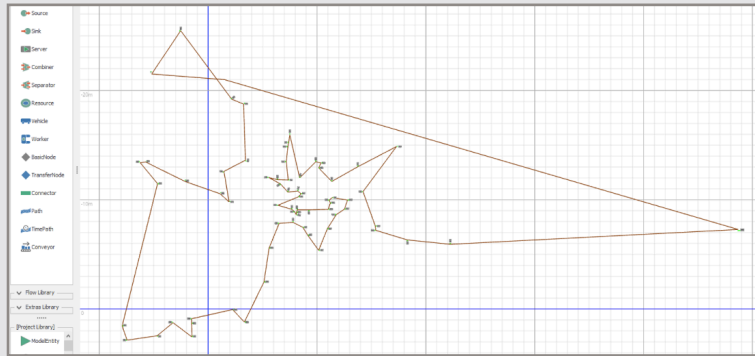 Source
Sink
Server
Combiner
Separator
Resource
Vehicle
Worker
BasicNode
TransferNode
Connector
Path
TimePath
Conveyor
Flow Library
Extras Library
[Project Library]
ModelEntity